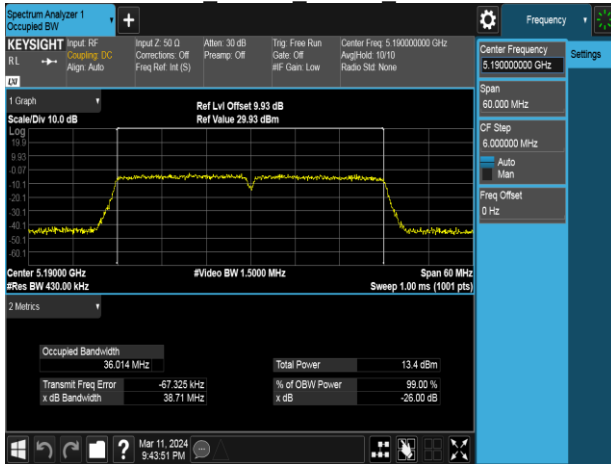 Spectrum Analyzer 1
Occupied BW
Frequency
KEYSIGHT
RL
LXI
Input: RF
Coupling: DC
Align: Auto
Input Z: 50 Ω
Corrections: Off
Freq Ref: Int (S)
Atten: 30 dB
Preamp: Off
Trig: Free Run
Gate: Off
#IF Gain: Low
Center Freq: 5.190000000 GHz
Avg|Hold: 10/10
Radio Std: None
Center Frequency
5.190000000 GHz
Settings
Span
60.000 MHz
CF Step
6.000000 MHz
Auto
Man
Freq Offset
0 Hz
1 Graph
Scale/Div 10.0 dB
Ref Lvl Offset 9.93 dB
Ref Value 29.93 dBm
Log
19.9
9.93
-0.07
-10.1
-20.1
-30.1
-40.1
-50.1
-60.1
Center 5.19000 GHz
#Video BW 1.5000 MHz
Span 60 MHz
#Res BW 430.00 kHz
Sweep 1.00 ms (1001 pts)
2 Metrics
Occupied Bandwidth
36.014 MHz
Total Power 13.4 dBm
Transmit Freq Error -67.325 kHz
% of OBW Power 99.00 %
x dB Bandwidth 38.71 MHz
x dB -26.00 dB
?
Mar 11, 2024
9:43:51 PM